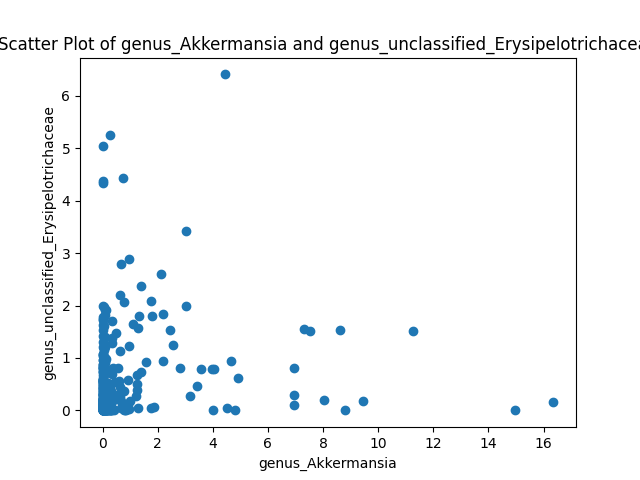 Scatter Plot of genus_Akkermansia and genus_unclassified_Erysipelotrichacea
genus_unclassified_Erysipelotrichaceae
6
5
4
3
2
1
0
0 2 4 6 8 10 12 14 16
genus_Akkermansia